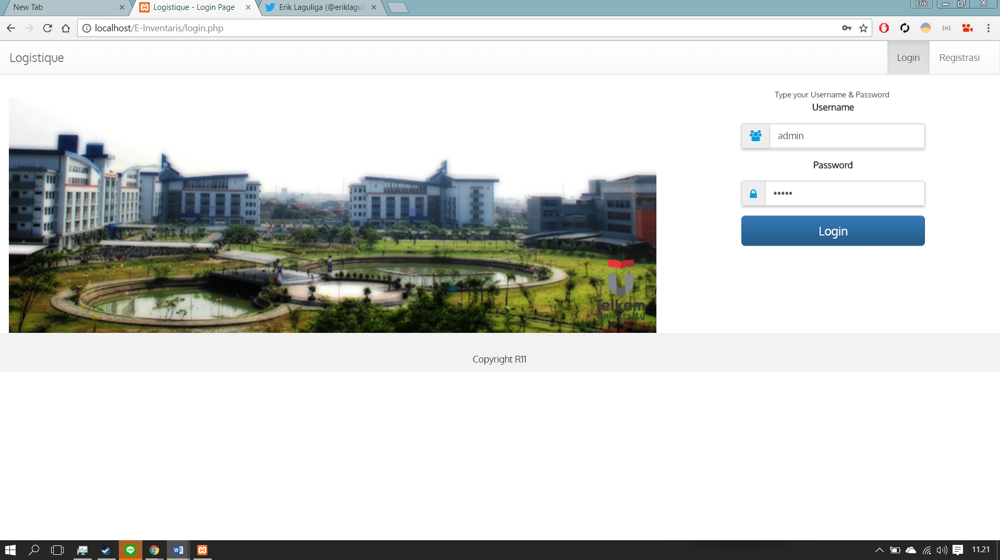 New Tab
Logistique - Login Page
Erik Laguliga (@eriklagul
Erik
localhost/E-Inventaris/login.php
Logistique
Login
Registrasi
Type your Username & Password
Username
admin
Password
•••••
Login
Telkom
University
Copyright R11
LINE
W
11.21